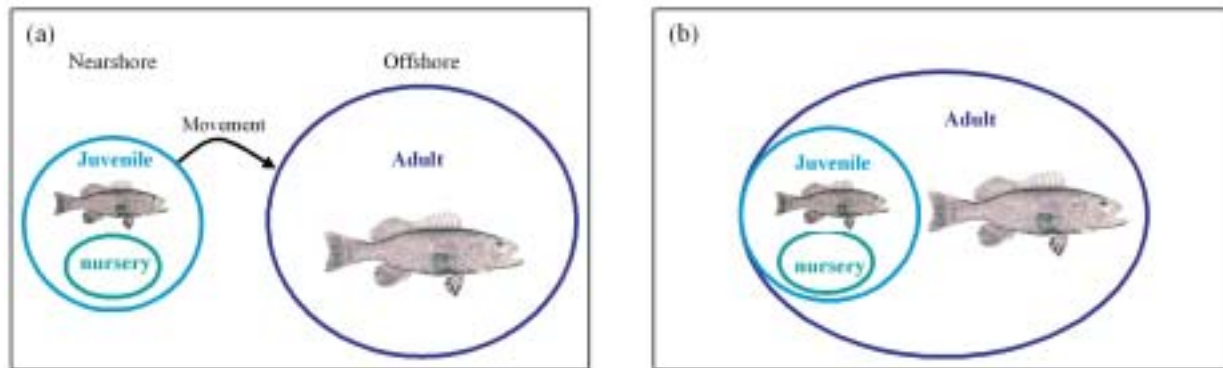 (a)
Nearshore
Offshore
Movement
Juvenile
Adult
nursery
(b)
Adult
Juvenile
nursery